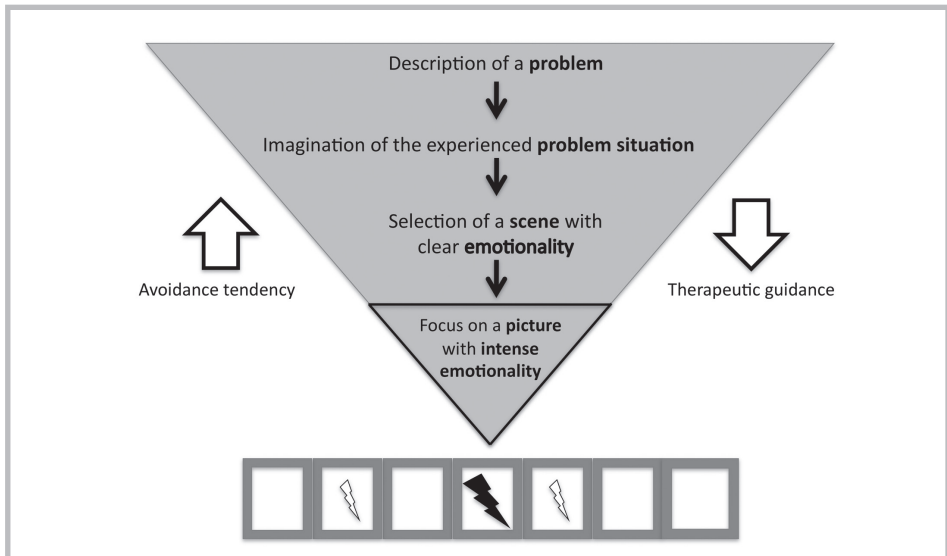 Description of a problem
Imagination of the experienced problem situation
Selection of a scene with
clear emotionality
Avoidance tendency
Therapeutic guidance
Focus on a picture
with intense
emotionality